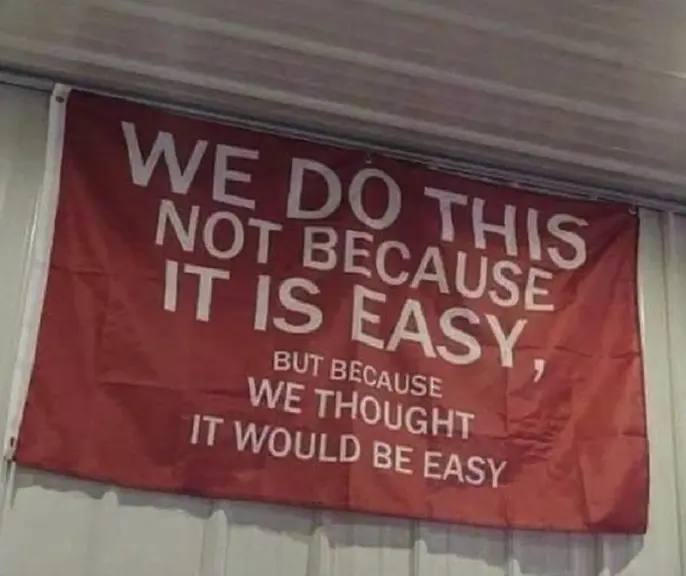 WE DO THIS
NOT BECAUSE
IT IS EASY,
BUT BECAUSE
WE THOUGHT
IT WOULD BE EASY